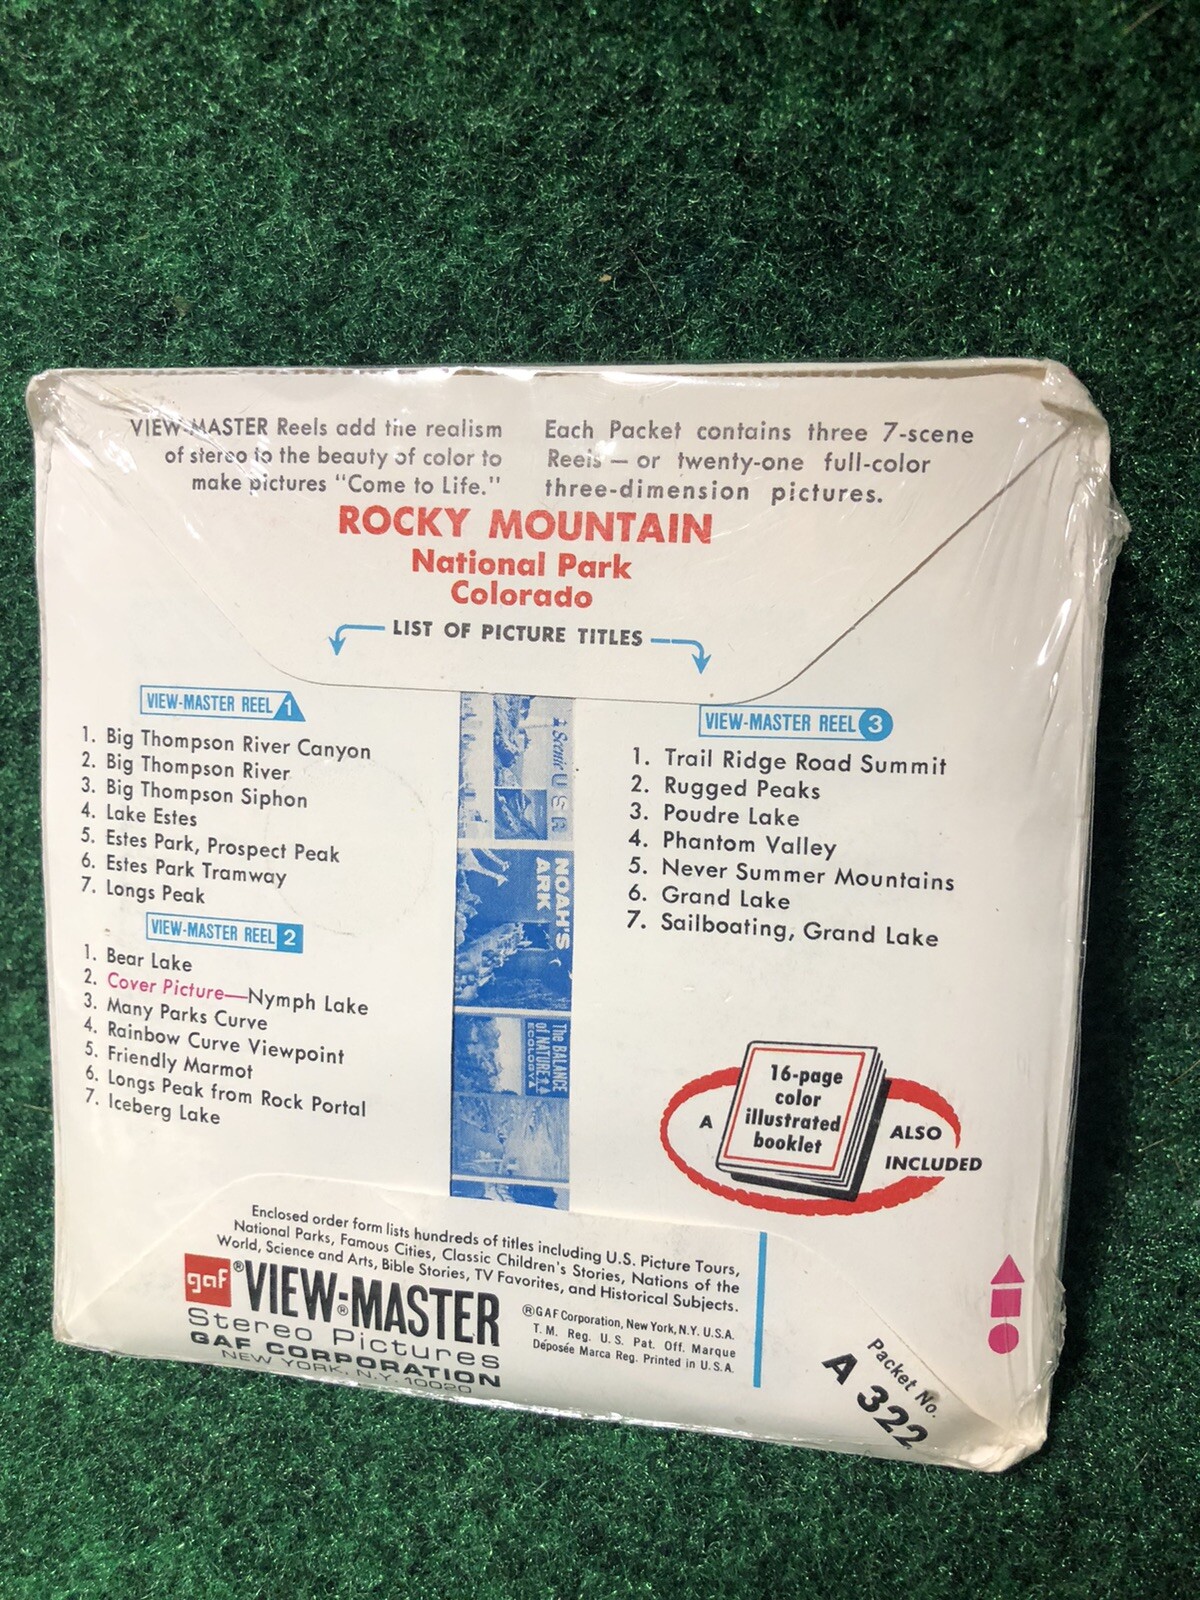 VIEW-MASTER Reels add the realism
of stereo to the beauty of color to
make pictures "Come to Life."
Each Packet contains three 7-scene
Reels — or twenty-one full-color
three-dimension pictures.
ROCKY MOUNTAIN
National Park
Colorado
LIST OF PICTURE TITLES
VIEW-MASTER REEL 1
1. Big Thompson River Canyon
2. Big Thompson River
3. Big Thompson Siphon
4. Lake Estes
5. Estes Park, Prospect Peak
6. Estes Park Tramway
7. Longs Peak
VIEW-MASTER REEL 2
1. Bear Lake
2. Cover Picture—Nymph Lake
3. Many Parks Curve
4. Rainbow Curve Viewpoint
5. Friendly Marmot
6. Longs Peak from Rock Portal
7. Iceberg Lake
Scenic USA
NOAH'S
ARK
The BALANCE
of NATURE
ECOLOGY
VIEW-MASTER REEL 3
1. Trail Ridge Road Summit
2. Rugged Peaks
3. Poudre Lake
4. Phantom Valley
5. Never Summer Mountains
6. Grand Lake
7. Sailboating, Grand Lake
A
16-page
color
illustrated
booklet
ALSO
INCLUDED
Enclosed order form lists hundreds of titles including U.S. Picture Tours,
National Parks, Famous Cities, Classic Children's Stories, Nations of the
World, Science and Arts, Bible Stories, TV Favorites, and Historical Subjects.
gaf® VIEW-MASTER®
Stereo Pictures
GAF CORPORATION
NEW YORK, N.Y. 10020
®GAF Corporation, New York, N.Y. U.S.A.
T. M. Reg. U. S. Pat. Off. Marque
Déposée Marca Reg. Printed in U.S.A.
Packet No.
A 322